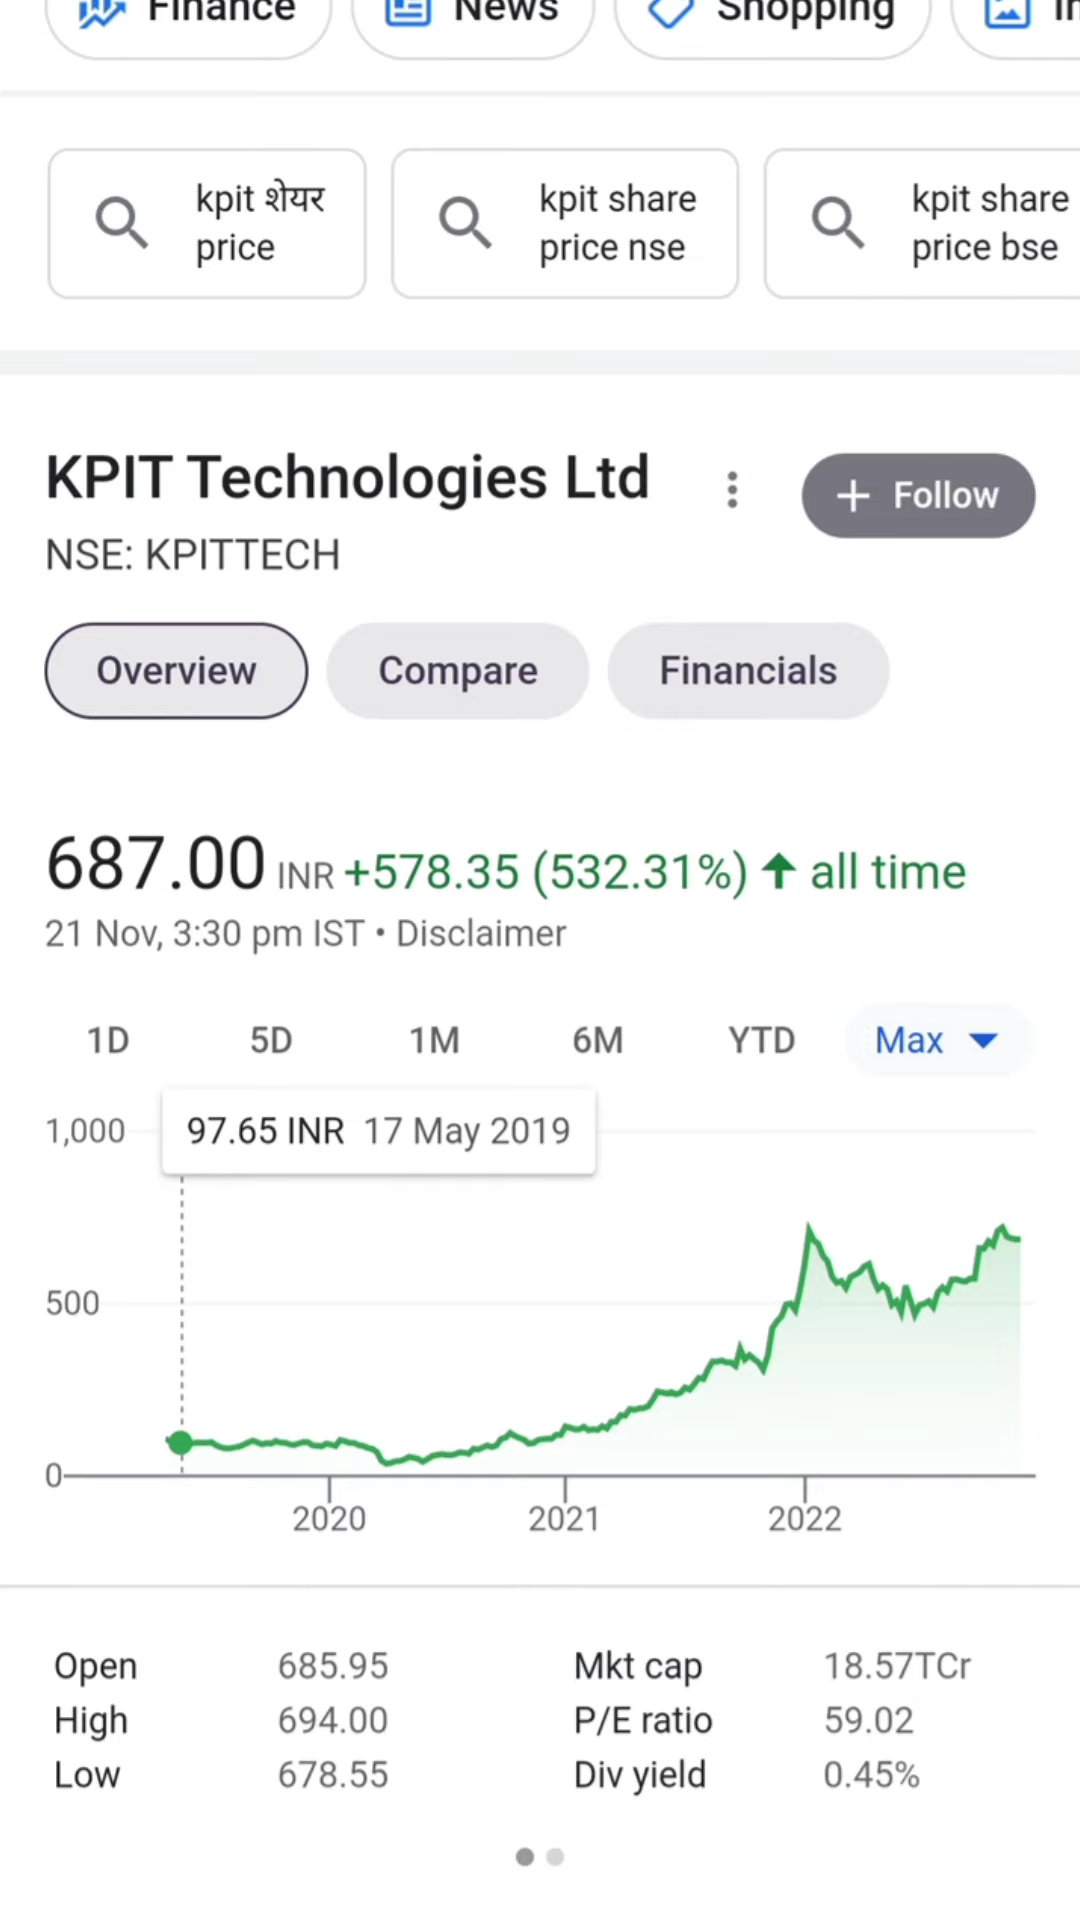 Finance News Shopping
kpit शेयर
price
kpit share
price nse
kpit share
price bse
KPIT Technologies Ltd
+ Follow
NSE: KPITTECH
Overview Compare Financials
687.00 INR +578.35 (532.31%) ↑ all time
21 Nov, 3:30 pm IST • Disclaimer
1D 5D 1M 6M YTD Max
97.65 INR 17 May 2019
1,000
500
0
2020 2021 2022
Open 685.95 Mkt cap 18.57TCr
High 694.00 P/E ratio 59.02
Low 678.55 Div yield 0.45%